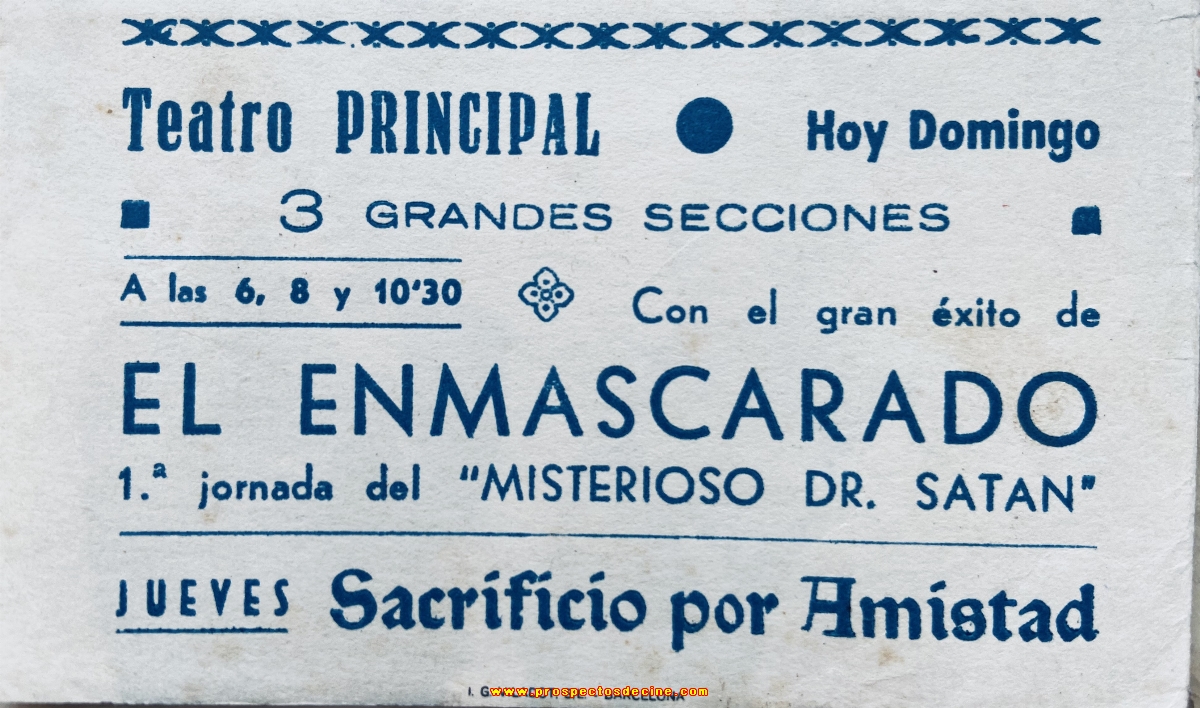 Teatro PRINCIPAL Hoy Domingo
3 GRANDES SECCIONES
A las 6, 8 y 10'30
Con el gran éxito de
EL ENMASCARADO
1.ª jornada del "MISTERIOSO DR. SATAN"
JUEVES Sacrificio por Amistad
www.prospectosdecine.com
BARCELONA